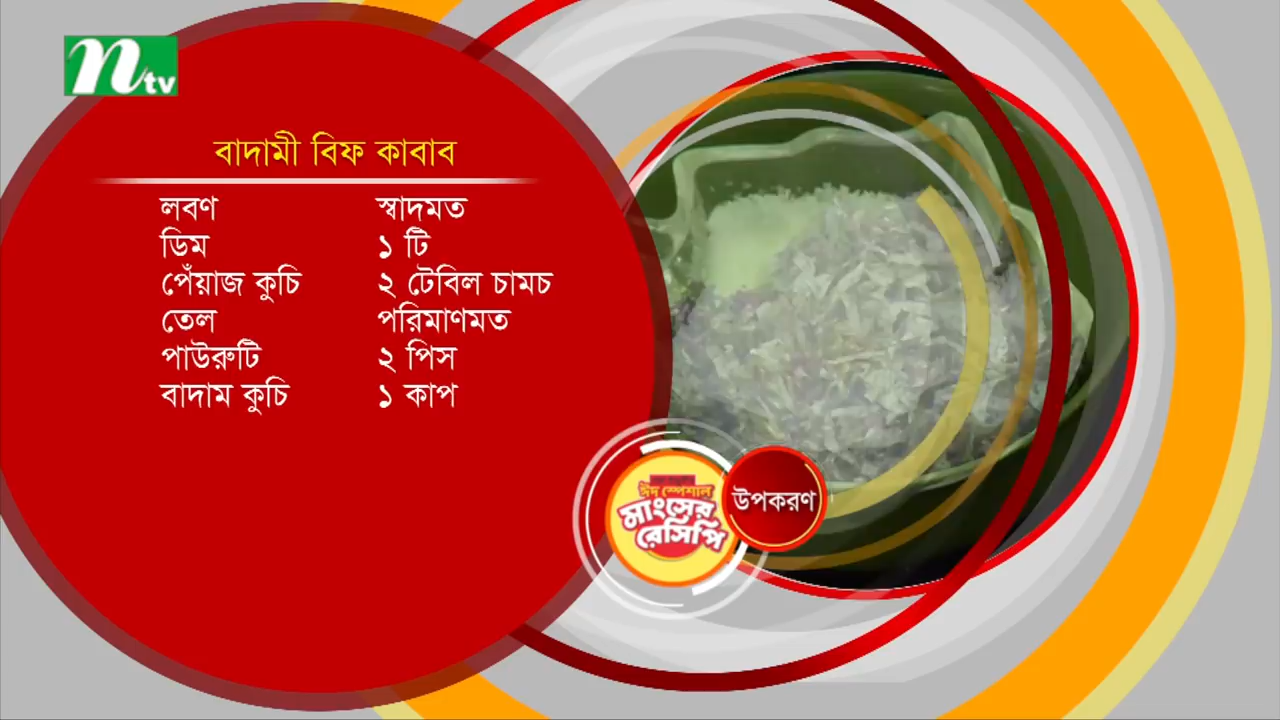 ntv
বাদামী বিফ কাবাব
লবণ স্বাদমত
ডিম ১ টি
পেঁয়াজ কুচি ২ টেবিল চামচ
তেল পরিমাণমত
পাউরুটি ২ পিস
বাদাম কুচি ১ কাপ
ঈদ স্পেশাল
মাংসের
রেসিপি
উপকরণ